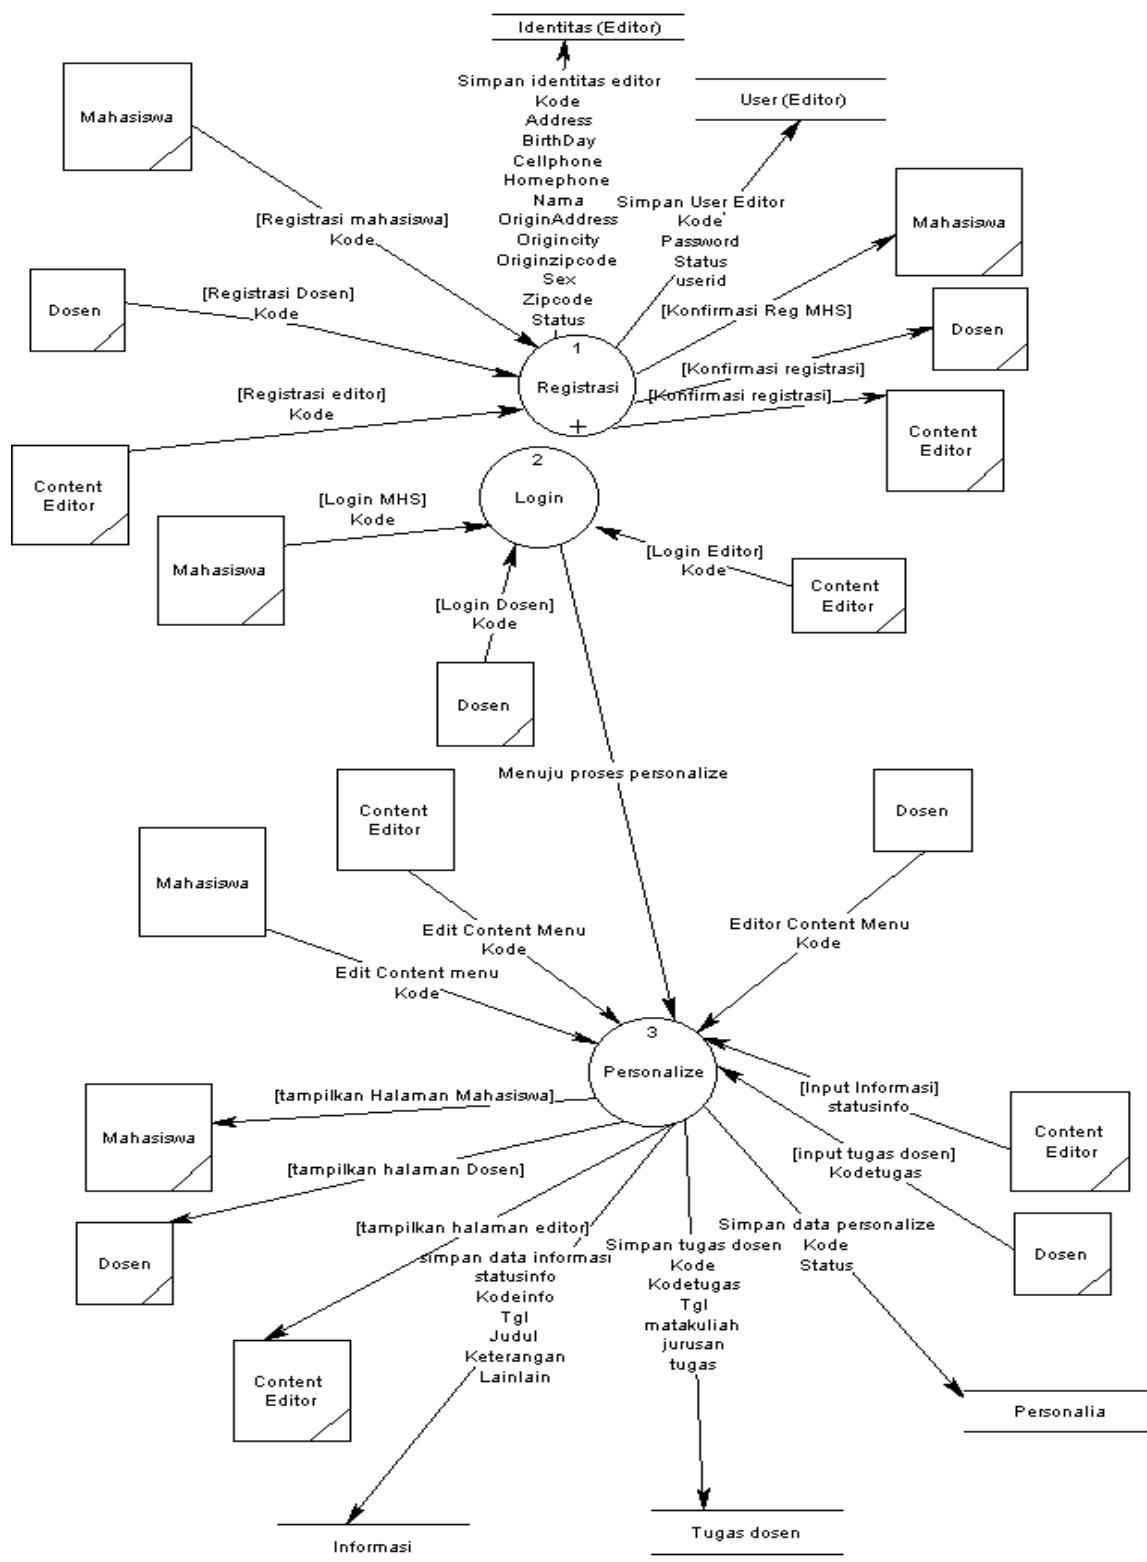 Identitas (Editor)
Simpan identitas editor
Kode
Address
BirthDay
Cellphone
Homephone
Nama
OriginAddress
Origincity
Originzipcode
Sex
Zipcode
Status
User (Editor)
Simpan User Editor
Kode
Password
Status
userid
Mahasiswa
[Registrasi mahasiswa]
Kode
Mahasiswa
[Konfirmasi Reg MHS]
Dosen
[Registrasi Dosen]
Kode
Dosen
[Konfirmasi registrasi]
[Konfirmasi registrasi]
1
Registrasi
+
[Registrasi editor]
Kode
Content
Editor
Content
Editor
2
Login
[Login MHS]
Kode
Mahasiswa
[Login Editor]
Kode
Content
Editor
[Login Dosen]
Kode
Dosen
Menuju proses personalize
Content
Editor
Dosen
Mahasiswa
Edit Content Menu
Kode
Editor Content Menu
Kode
Edit Content menu
Kode
3
Personalize
[tampilkan Halaman Mahasiswa]
Mahasiswa
[Input Informasi]
statusinfo
Content
Editor
[tampilkan halaman Dosen]
Dosen
[input tugas dosen]
Kodetugas
Dosen
[tampilkan halaman editor]
Content
Editor
simpan data informasi
statusinfo
Kodeinfo
Tgl
Judul
Keterangan
Lainlain
Simpan tugas dosen
Kode
Kodetugas
Tgl
matakuliah
jurusan
tugas
Simpan data personalize
Kode
Status
Personalia
Informasi
Tugas dosen